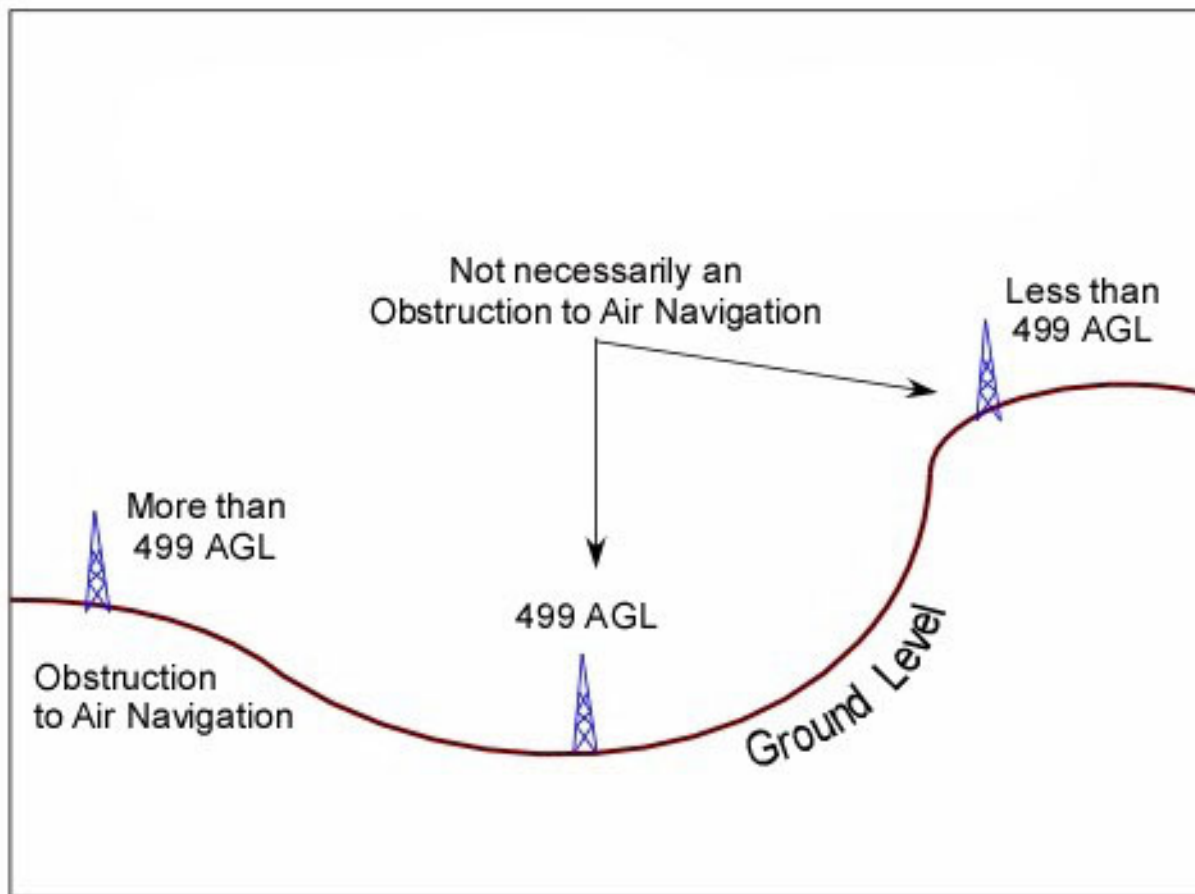 Not necessarily an
Obstruction to Air Navigation
Less than
499 AGL
More than
499 AGL
499 AGL
Obstruction
to Air Navigation
Ground Level